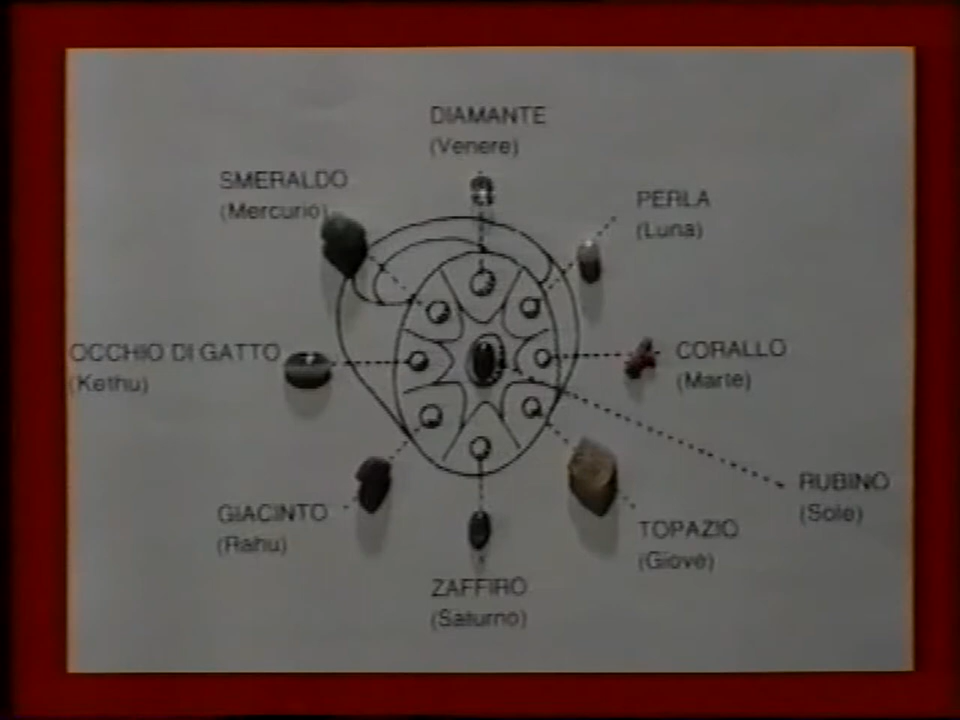 DIAMANTE
(Venere)
SMERALDO
(Mercurio)
PERLA
(Luna)
OCCHIO DI GATTO
(Kethu)
CORALLO
(Marte)
RUBINO
(Sole)
GIACINTO
(Rahu)
TOPAZIO
(Giove)
ZAFFIRO
(Saturno)